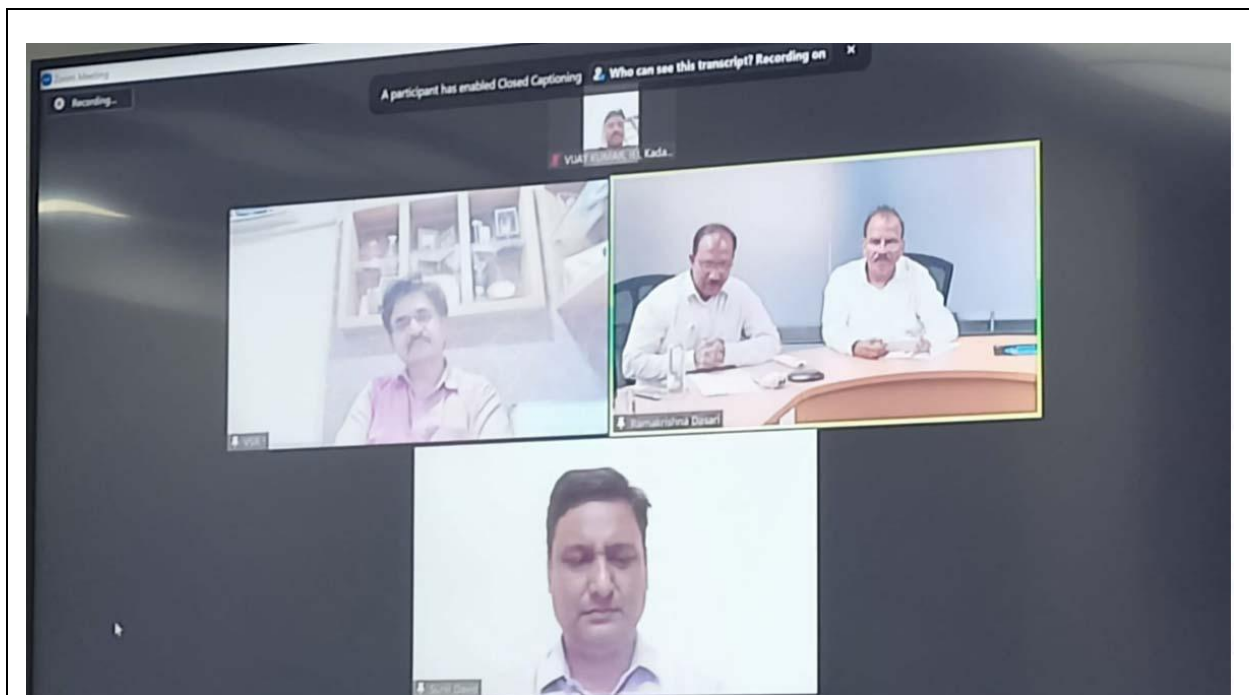 Zoom Meeting
Recording...
A participant has enabled Closed Captioning
Who can see this transcript? Recording on
VIJAY KUMAR, Kada...
Ramakrishna Dasari